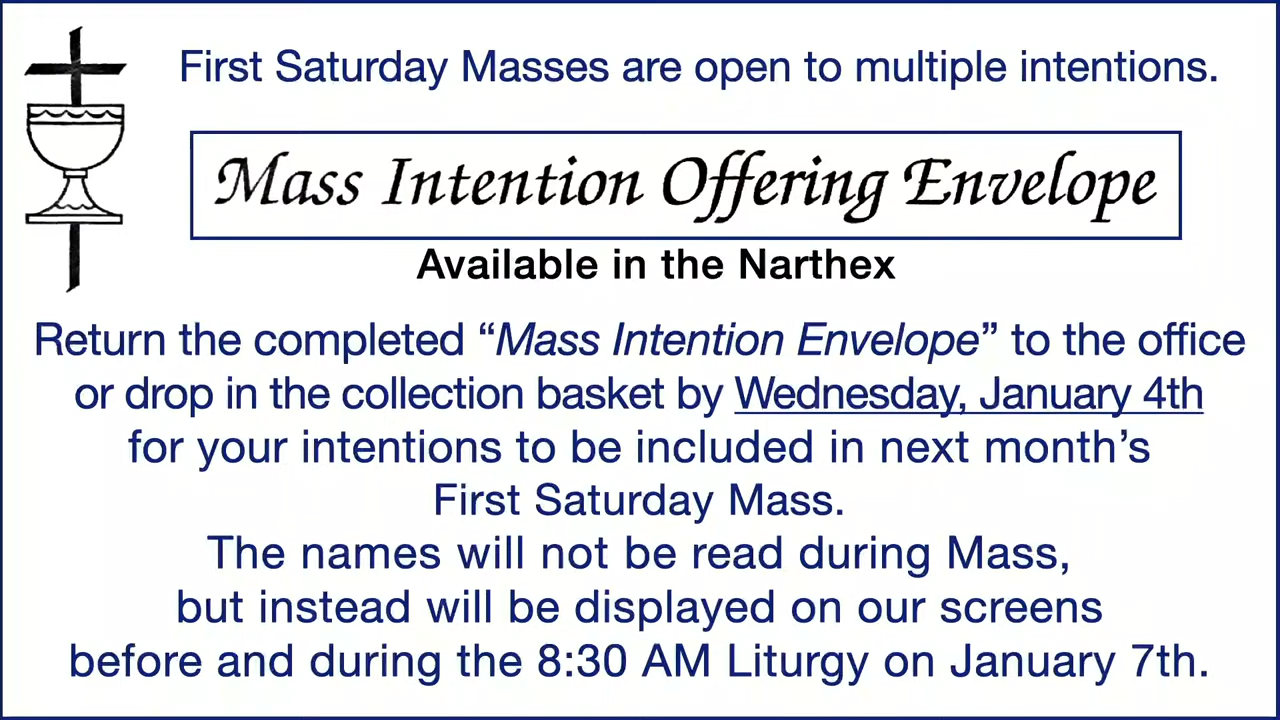 First Saturday Masses are open to multiple intentions.
Mass Intention Offering Envelope
Available in the Narthex
Return the completed “Mass Intention Envelope” to the office
or drop in the collection basket by Wednesday, January 4th
for your intentions to be included in next month’s
First Saturday Mass.
The names will not be read during Mass,
but instead will be displayed on our screens
before and during the 8:30 AM Liturgy on January 7th.